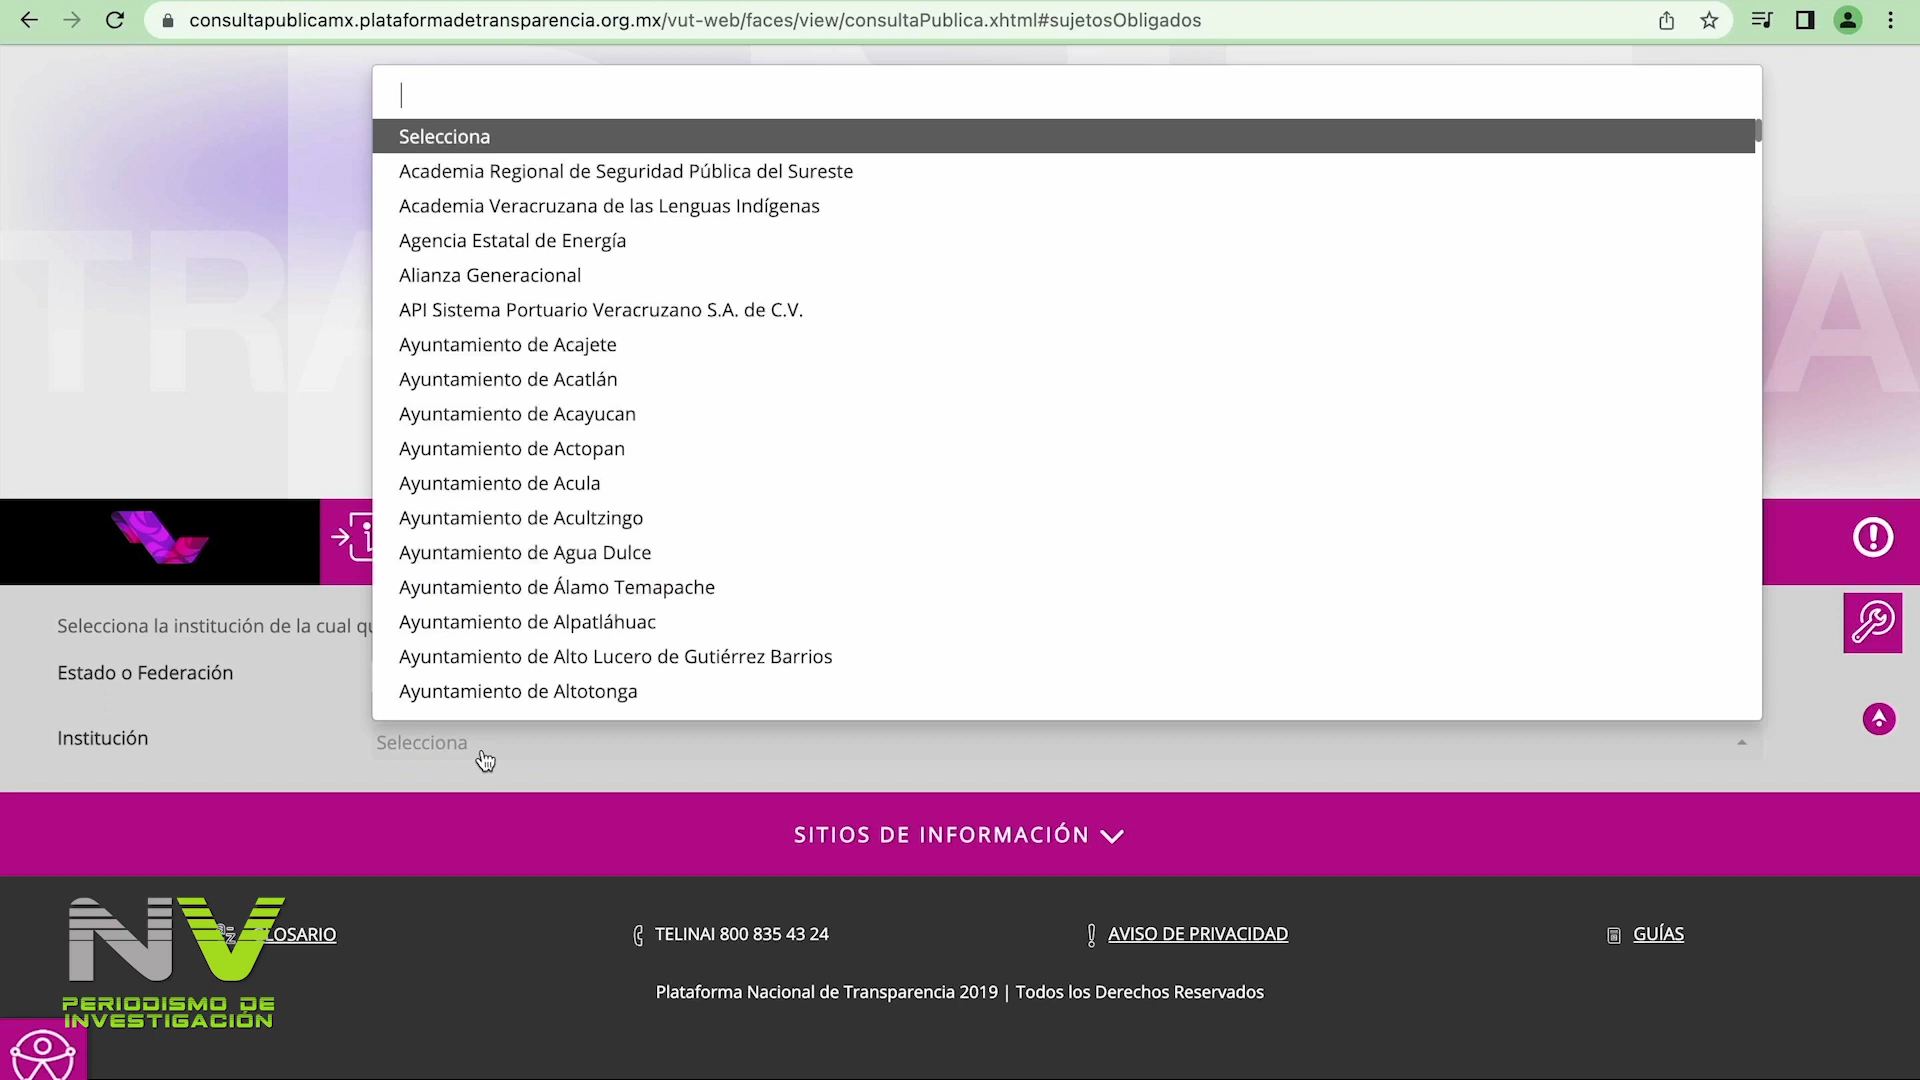 consultapublicamx.plataformadetransparencia.org.mx/vut-web/faces/view/consultaPublica.xhtml#sujetosObligados
Selecciona
Academia Regional de Seguridad Pública del Sureste
Academia Veracruzana de las Lenguas Indígenas
Agencia Estatal de Energía
Alianza Generacional
API Sistema Portuario Veracruzano S.A. de C.V.
Ayuntamiento de Acajete
Ayuntamiento de Acatlán
Ayuntamiento de Acayucan
Ayuntamiento de Actopan
Ayuntamiento de Acula
Ayuntamiento de Acultzingo
Ayuntamiento de Agua Dulce
Ayuntamiento de Álamo Temapache
Ayuntamiento de Alpatláhuac
Ayuntamiento de Alto Lucero de Gutiérrez Barrios
Ayuntamiento de Altotonga
Selecciona la institución de la cual
Estado o Federación
Institución
Selecciona
SITIOS DE INFORMACIÓN
NV
PERIODISMO DE
INVESTIGACIÓN
TELINAI 800 835 43 24
AVISO DE PRIVACIDAD
GUÍAS
Plataforma Nacional de Transparencia 2019 | Todos los Derechos Reservados